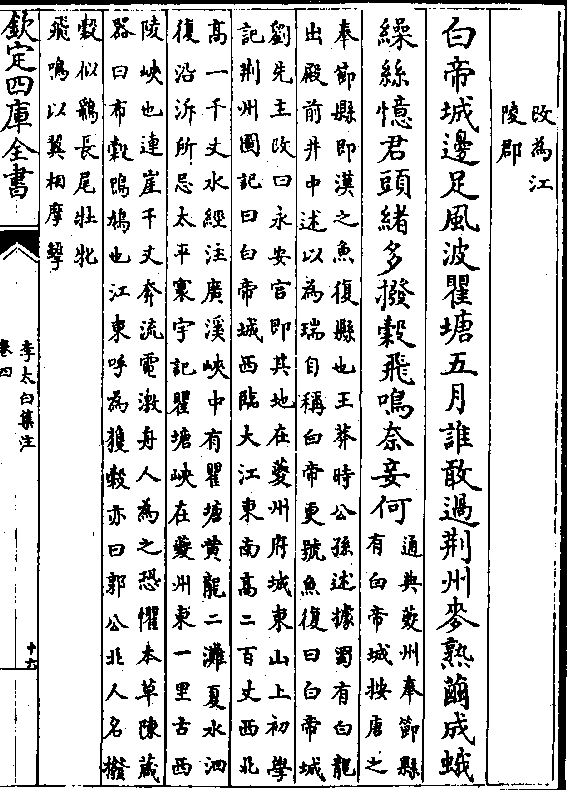 改為江
陵郡
白帝城邊足風波瞿塘五月誰敢過荆州麥熟繭成蛾
繰絲憶君頭緒多撥穀飛鳴奈妾何
通典夔州奉節縣
有白帝城按唐之
奉節縣即漢之魚復縣也王莽時公孫述據蜀有白龍
出殿前井中述以為瑞自稱白帝更號魚復曰白帝城
劉先主改曰永安宫即其地在夔州府城東山上初學
記荆州圖記曰白帝城西臨大江東南高二百丈西北
高一千丈水經注廣溪峽中有瞿塘黄龍二灘夏水洄
復沿泝所忌太平寰宇記瞿塘峽在夔州東一里古西
陵峽也連崖千丈奔流電激舟人為之恐懼本草陳藏
器曰布穀鳲鳩也江東呼為獲穀亦曰郭公北人名撥
穀似鷂長尾牡牝
飛鳴以翼相摩擊
欽定四庫全書
李太白集注
卷四
十六